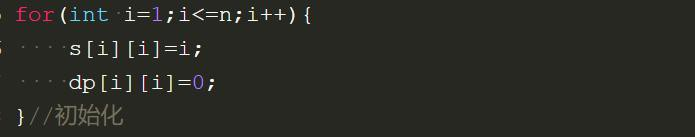 for(int i=1;i<=n;i++){
    s[i][i]=i;
    dp[i][i]=0;
}//初始化